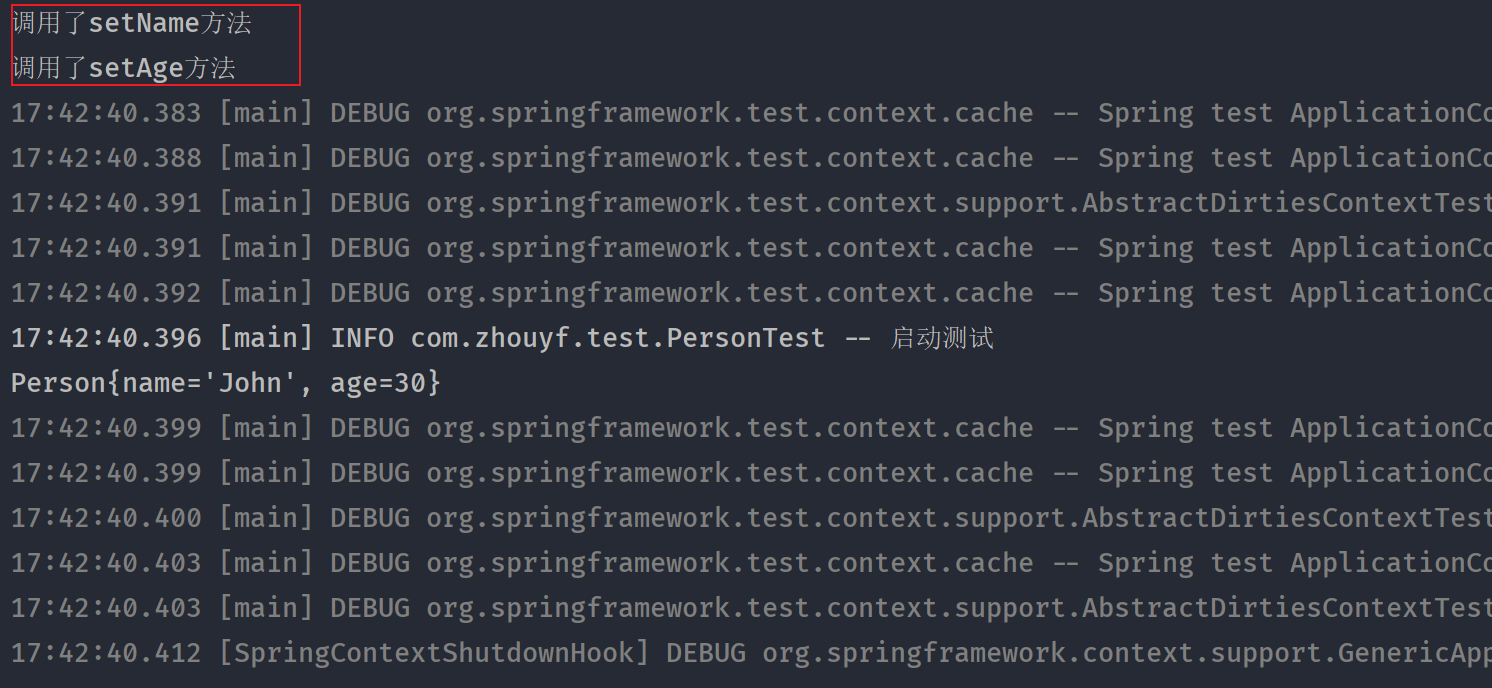 调用了setName方法
调用了setAge方法
17:42:40.383 [main] DEBUG org.springframework.test.context.cache -- Spring test ApplicationCo
17:42:40.388 [main] DEBUG org.springframework.test.context.cache -- Spring test ApplicationCo
17:42:40.391 [main] DEBUG org.springframework.test.context.support.AbstractDirtiesContextTest
17:42:40.391 [main] DEBUG org.springframework.test.context.cache -- Spring test ApplicationCo
17:42:40.392 [main] DEBUG org.springframework.test.context.cache -- Spring test ApplicationCo
17:42:40.396 [main] INFO com.zhouyf.test.PersonTest -- 启动测试
Person{name='John', age=30}
17:42:40.399 [main] DEBUG org.springframework.test.context.cache -- Spring test ApplicationCo
17:42:40.399 [main] DEBUG org.springframework.test.context.cache -- Spring test ApplicationCo
17:42:40.400 [main] DEBUG org.springframework.test.context.support.AbstractDirtiesContextTest
17:42:40.403 [main] DEBUG org.springframework.test.context.cache -- Spring test ApplicationCo
17:42:40.403 [main] DEBUG org.springframework.test.context.support.AbstractDirtiesContextTest
17:42:40.412 [SpringContextShutdownHook] DEBUG org.springframework.context.support.GenericApp